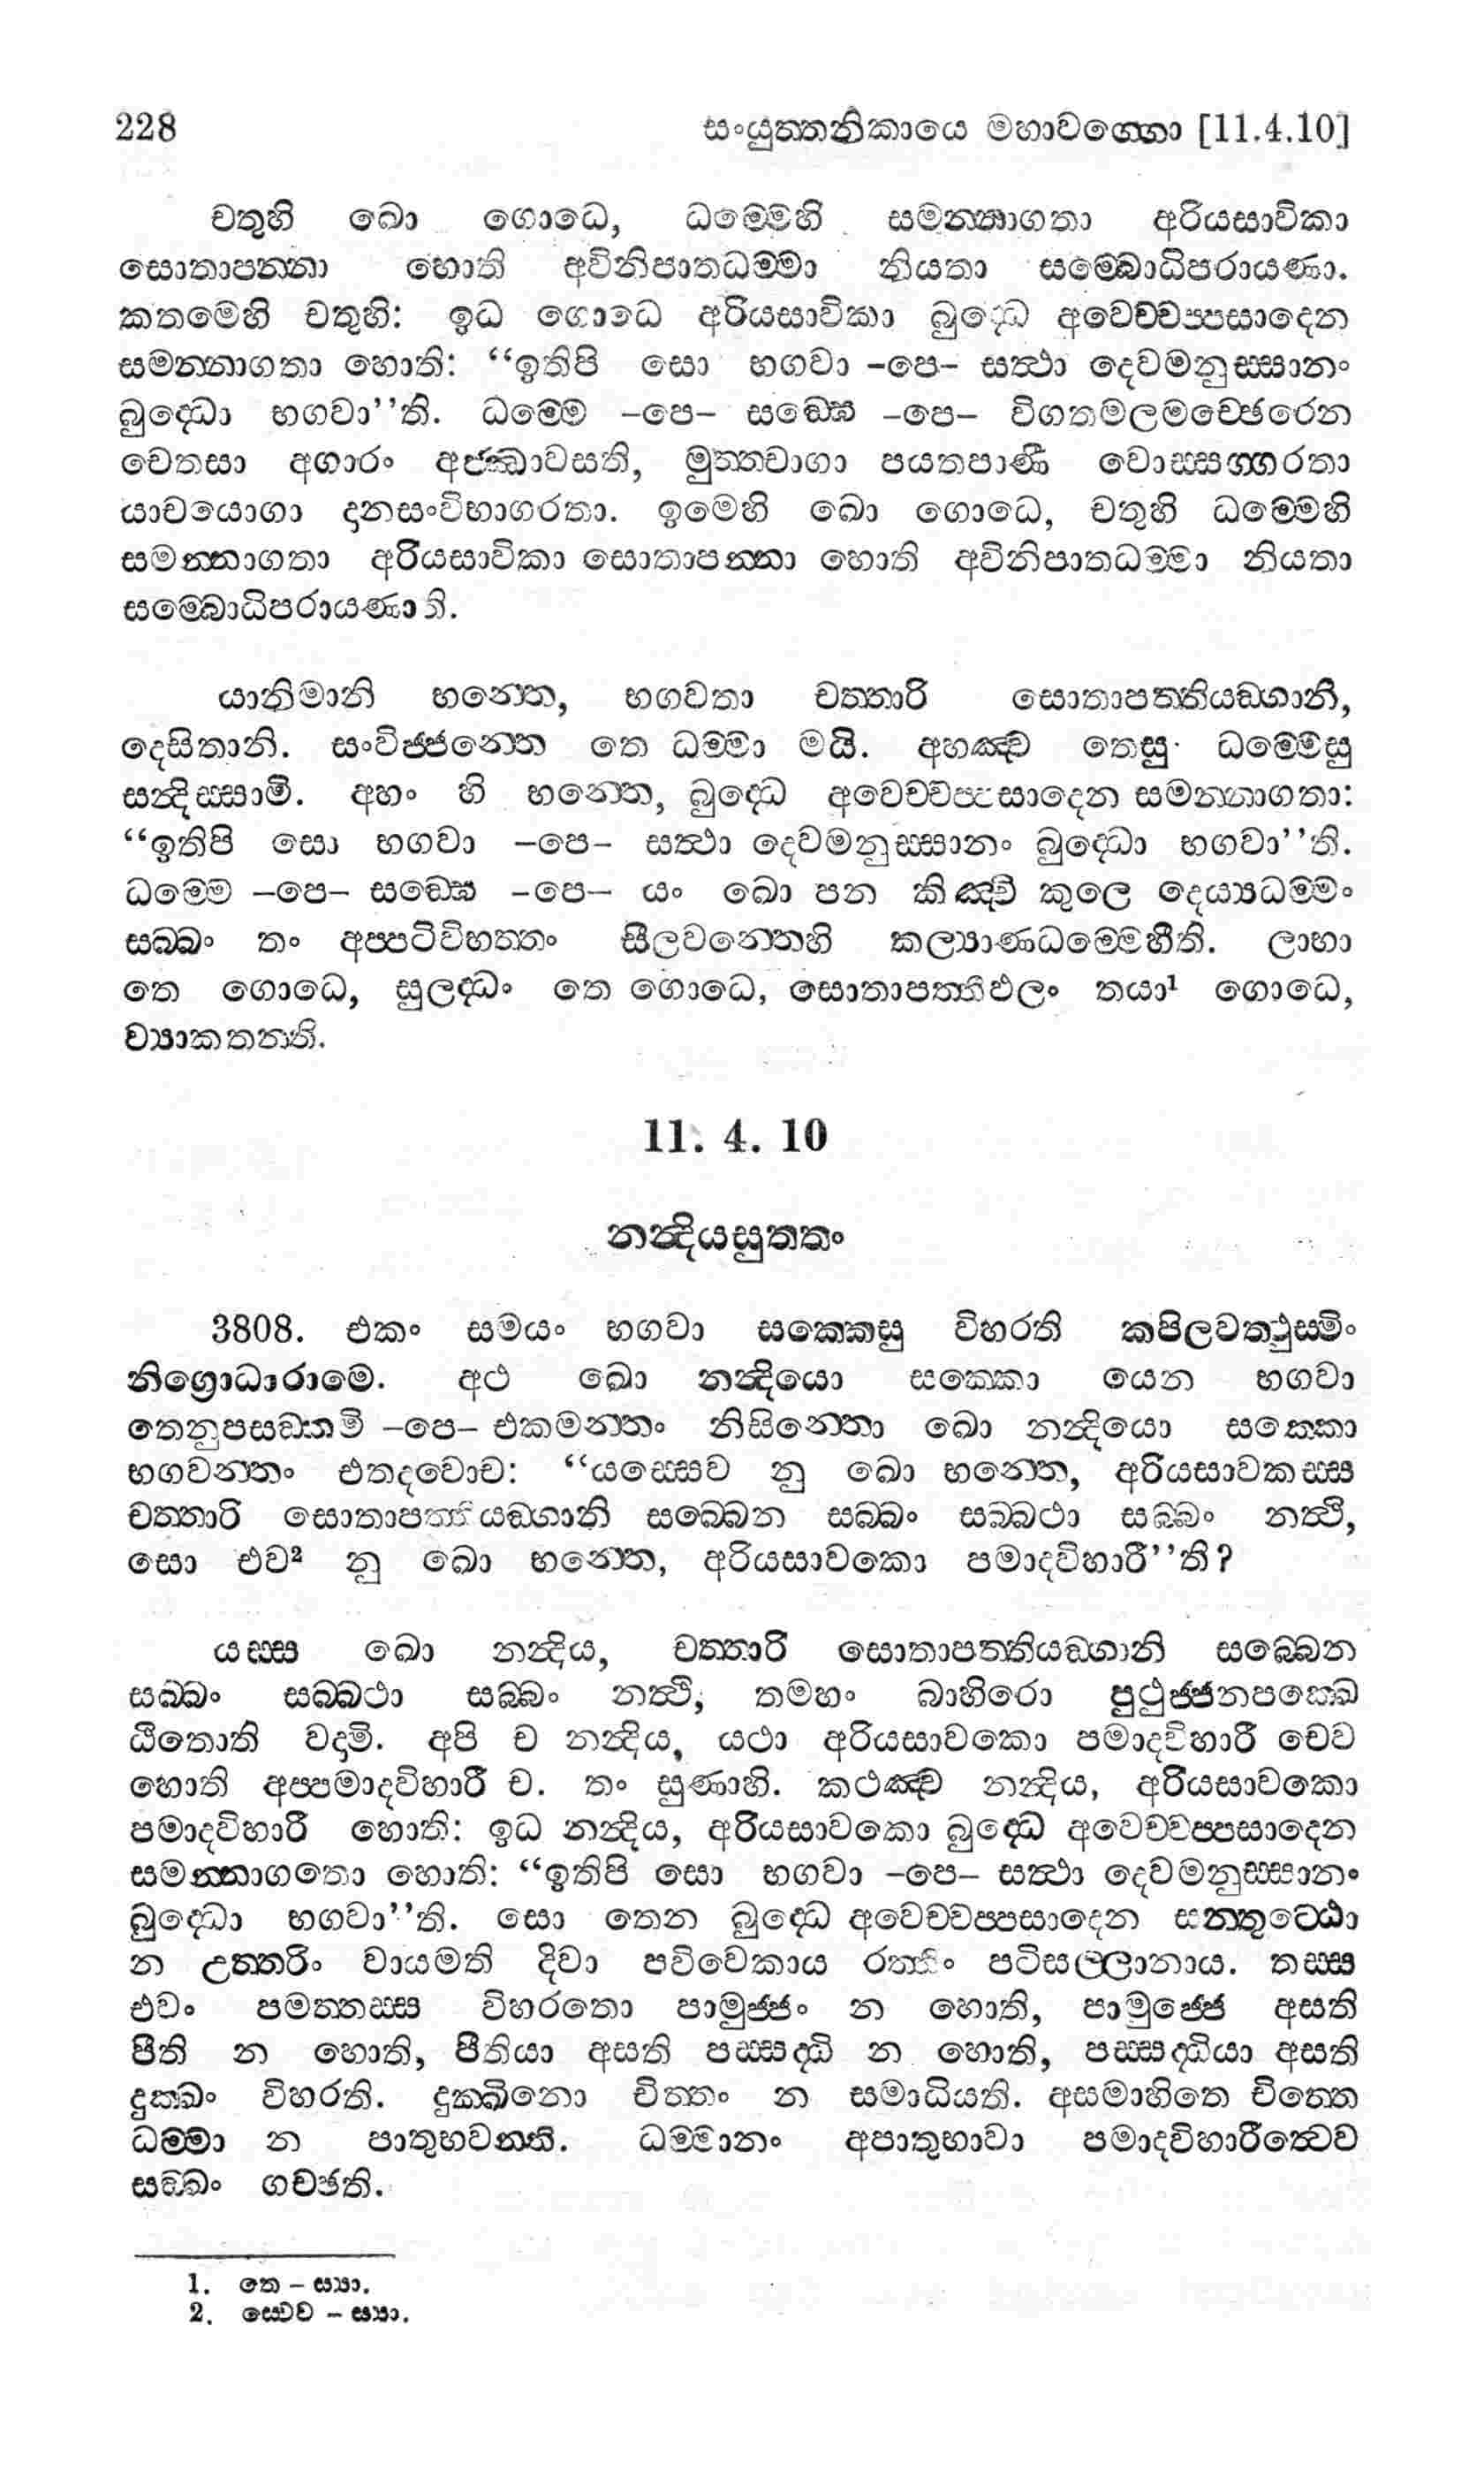 228 සංයුත්තනිකායෙ මහාවග්ගො [11.4.10]
චතූහි ඛො ගොධෙ, ධම්මෙහි සමන්නාගතා අරියසාවිකා
සොතාපන්නා හොති අවිනිපාතධම්මා නියතා සම්බොධිපරායණා.
කතමෙහි චතූහි: ඉධ ගොධෙ අරියසාවිකා බුද්ධෙ අවෙච්චප්පසාදෙන
සමන්නාගතා හොති: “ඉතිපි සො භගවා –පෙ– සත්ථා දෙවමනුස්සානං
බුද්ධො භගවා’’ති. ධම්මෙ –පෙ– සඞ්ඝෙ –පෙ– විගතමලමච්ඡෙරෙන
චෙතසා අගාරං අජ්ඣාවසති, මුත්තචාගා පයතපාණී වොස්සග්ගරතා
යාචයොගා දානසංවිභාගරතා. ඉමෙහි ඛො ගොධෙ, චතුහි ධම්මෙහි
සමන්නාගතා අරියසාවිකා සොතාපන්නා හොති අවිනිපාතධම්මා නියතා
සම්බොධිපරායණාති.
යානිමානි භන්තෙ, භගවතා චත්තාරි සොතාපත්තියඞ්ගානි,
දෙසිතානි. සංවිජ්ජන්තෙ තෙ ධම්මා මයි. අහඤ්ච තෙසු ධම්මෙසු
සන්දිස්සාමි. අහං හි භන්තෙ, බුද්ධෙ අවෙච්චප්පසාදෙන සමන්නාගතා:
“ඉතිපි සො භගවා –පෙ– සත්ථා දෙවමනුස්සානං බුද්ධො භගවා’’ති.
ධම්මෙ –පෙ– සඞ්ඝෙ –පෙ– යං ඛො පන කිඤ්චි කුලෙ දෙය්‍යධම්මං
සබ්බං තං අප්පටිවිභත්තං සීලවන්තෙහි කල්‍යාණධම්මෙහීති. ලාභා
තෙ ගොධෙ, සුලද්ධං තෙ ගොධෙ, සොතාපත්තිඵලං තයා¹ ගොධෙ,
ව්‍යාකතන්ති.
11. 4. 10
නන්දියසුත්තං
3808. එකං සමයං භගවා සක්කෙසු විහරති කපිලවත්ථුස්මිං
නිග්‍රොධාරාමෙ. අථ ඛො නන්දියො සක්කො යෙන භගවා
තෙනුපසඞ්කමි –පෙ– එකමන්තං නිසින්නො ඛො නන්දියො සක්කො
භගවන්තං එතදවොච: “යස්සෙව නු ඛො භන්තෙ, අරියසාවකස්ස
චත්තාරි සොතාපත්තියඞ්ගානි සබ්බෙන සබ්බං සබ්බථා සබ්බං නත්ථි,
සො එව² නු ඛො භන්තෙ, අරියසාවකො පමාදවිහාරී’’ති?
යස්ස ඛො නන්දිය, චත්තාරි සොතාපත්තියඞ්ගානි සබ්බෙන
සබ්බං සබ්බථා සබ්බං නත්ථි, තමහං බාහිරො පුථුජ්ජනපක්ඛෙ
ඨිතොති වදාමි. අපි ච නන්දිය, යථා අරියසාවකො පමාදවිහාරී චෙව
හොති අප්පමාදවිහාරී ච. තං සුණාහි. කථඤ්ච නන්දිය, අරියසාවකො
පමාදවිහාරී හොති: ඉධ නන්දිය, අරියසාවකො බුද්ධෙ අවෙච්චප්පසාදෙන
සමන්නාගතො හොති: “ඉතිපි සො භගවා –පෙ– සත්ථා දෙවමනුස්සානං
බුද්ධො භගවා’’ති. සො තෙන බුද්ධෙ අවෙච්චප්පසාදෙන සන්තුට්ඨො
න උත්තරිං වායමති දිවා පවිවෙකාය රත්තිං පටිසල්ලානාය. තස්ස
එවං පමත්තස්ස විහරතො පාමුජ්ජං න හොති, පාමුජ්ජෙ අසති
පීති න හොති, පීතියා අසති පස්සද්ධි න හොති, පස්සද්ධියා අසති
දුක්ඛං විහරති. දුක්ඛිනො චිත්තං න සමාධියති. අසමාහිතෙ චිත්තෙ
ධම්මා න පාතුභවන්ති. ධම්මානං අපාතුභාවා පමාදවිහාරීත්වෙව
සඞ්ඛං ගච්ඡති.
1. තෙ – ස්‍යා.
2. ස්වෙව – ස්‍යා.